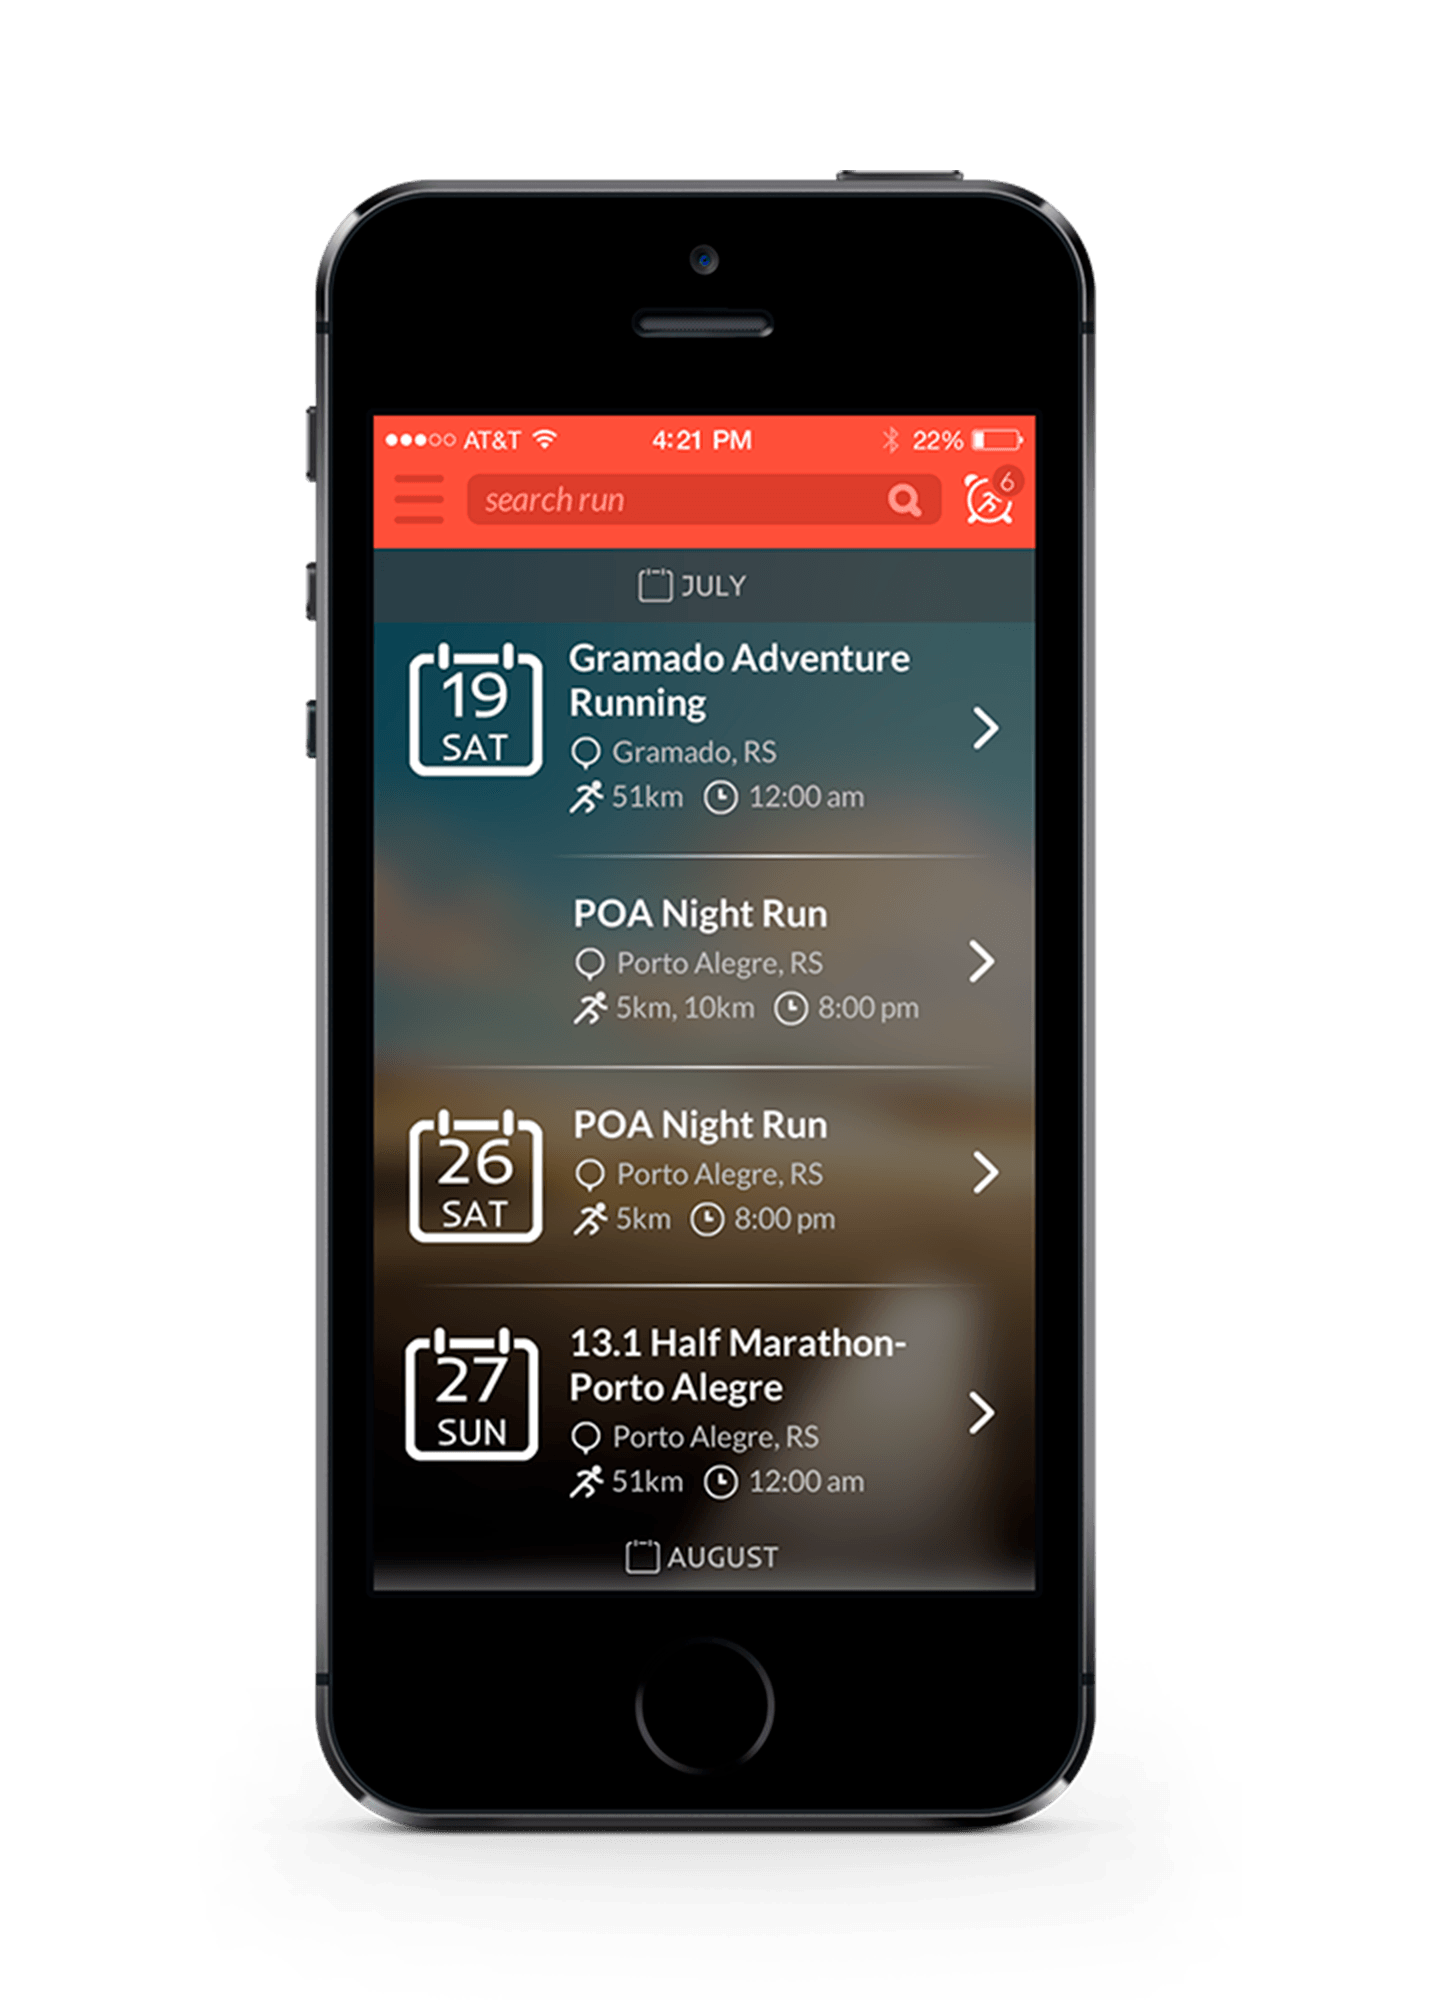 AT&T 4:21 PM 22%
search run 6
JULY
19
SAT
Gramado Adventure
Running
Gramado, RS
51km 12:00 am
POA Night Run
Porto Alegre, RS
5km, 10km 8:00 pm
26
SAT
POA Night Run
Porto Alegre, RS
5km 8:00 pm
27
SUN
13.1 Half Marathon-
Porto Alegre
Porto Alegre, RS
51km 12:00 am
AUGUST